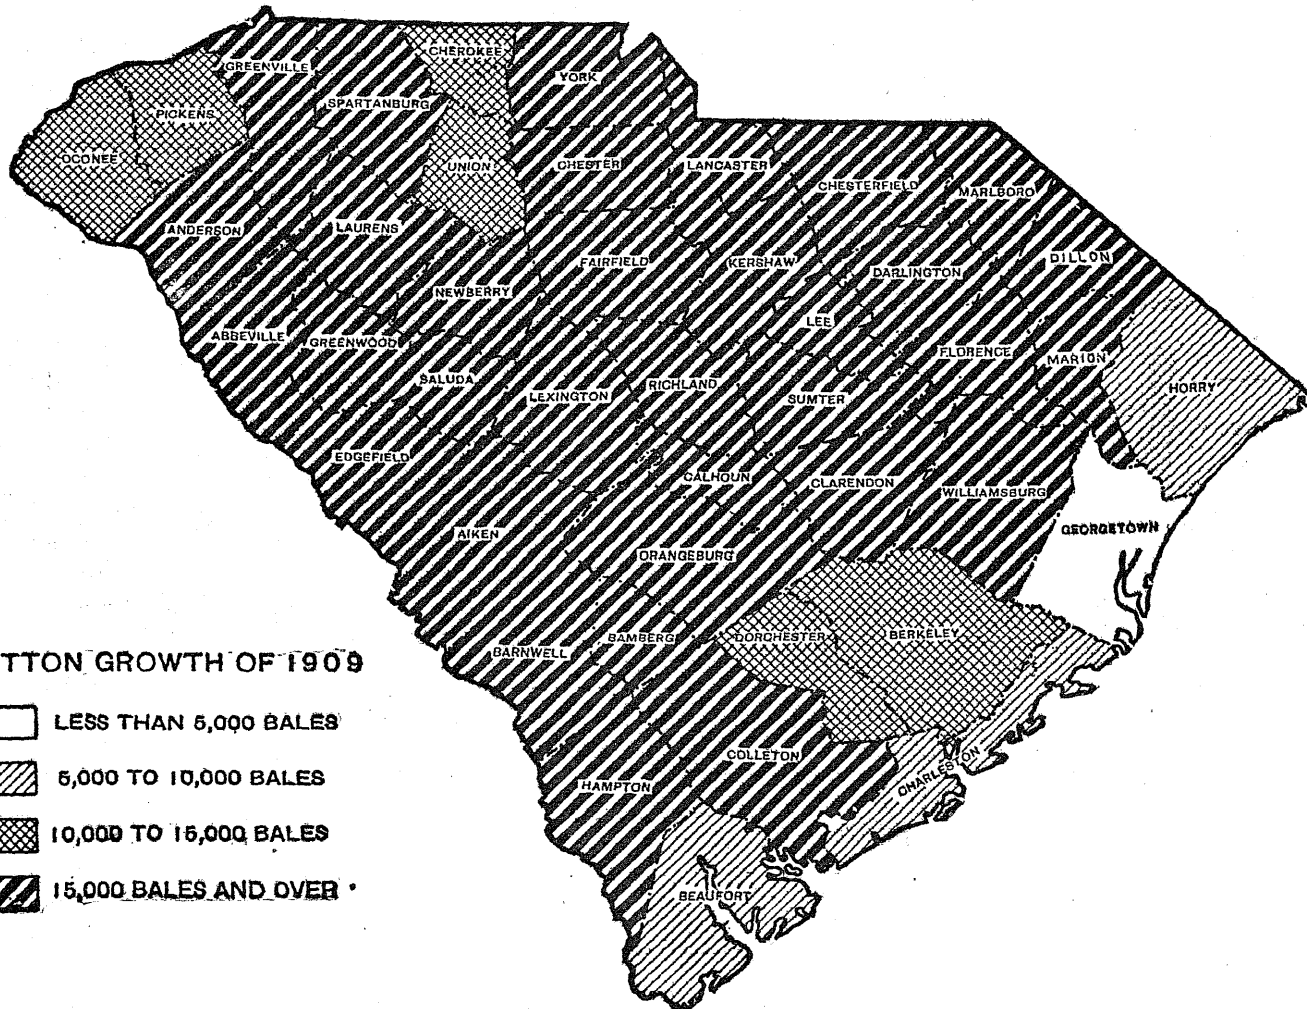 CHEROKEE
GREENVILLE
YORK
SPARTANBURG
PICKENS
OCONEE
UNION
CHESTER
LANCASTER
CHESTERFIELD
MARLBORO
ANDERSON
LAURENS
FAIRFIELD
KERSHAW
DARLINGTON
DILLON
NEWBERRY
LEE
ABBEVILLE
GREENWOOD
FLORENCE
MARION
SALUDA
LEXINGTON
RICHLAND
SUMTER
HORRY
EDGEFIELD
CALHOUN
CLARENDON
WILLIAMSBURG
AIKEN
ORANGEBURG
GEORGETOWN
BARNWELL
BAMBERG
DORCHESTER
BERKELEY
COLLETON
CHARLESTON
HAMPTON
BEAUFORT
TTON GROWTH OF 1909
LESS THAN 5,000 BALES
5,000 TO 10,000 BALES
10,000 TO 15,000 BALES
15,000 BALES AND OVER